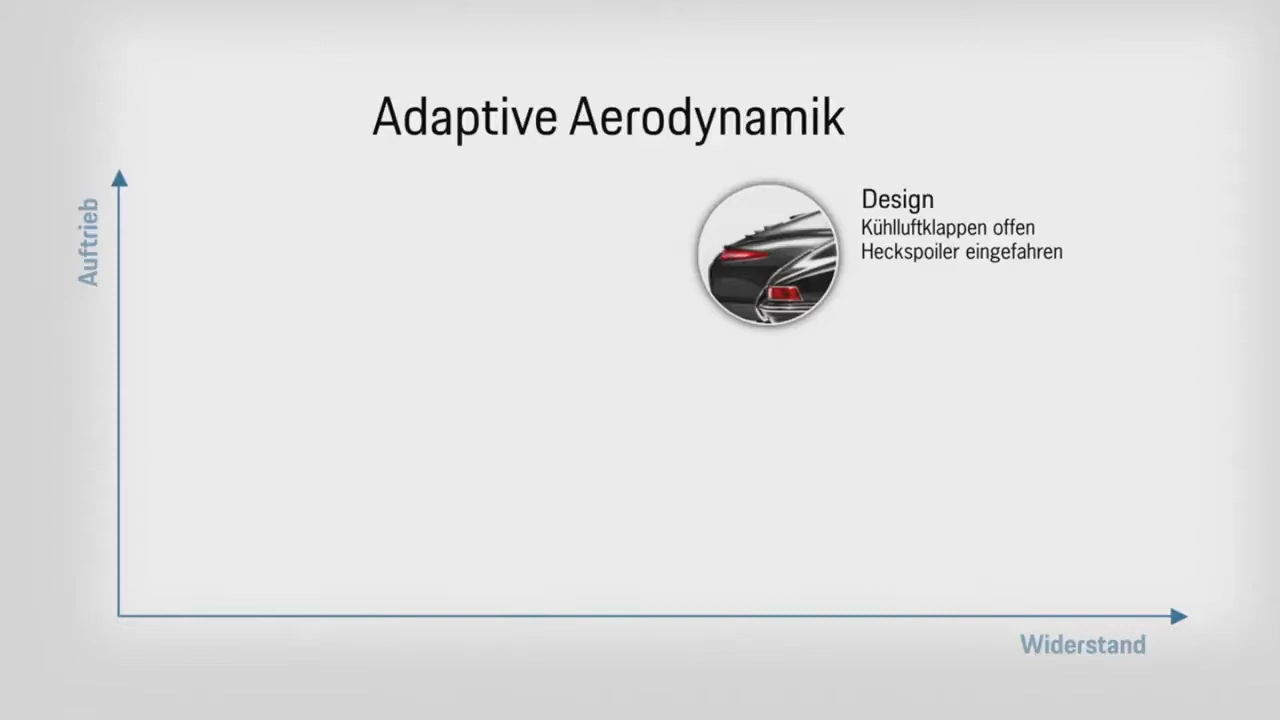 Adaptive Aerodynamik
Auftrieb
Design
Kühlluftklappen offen
Heckspoiler eingefahren
Widerstand